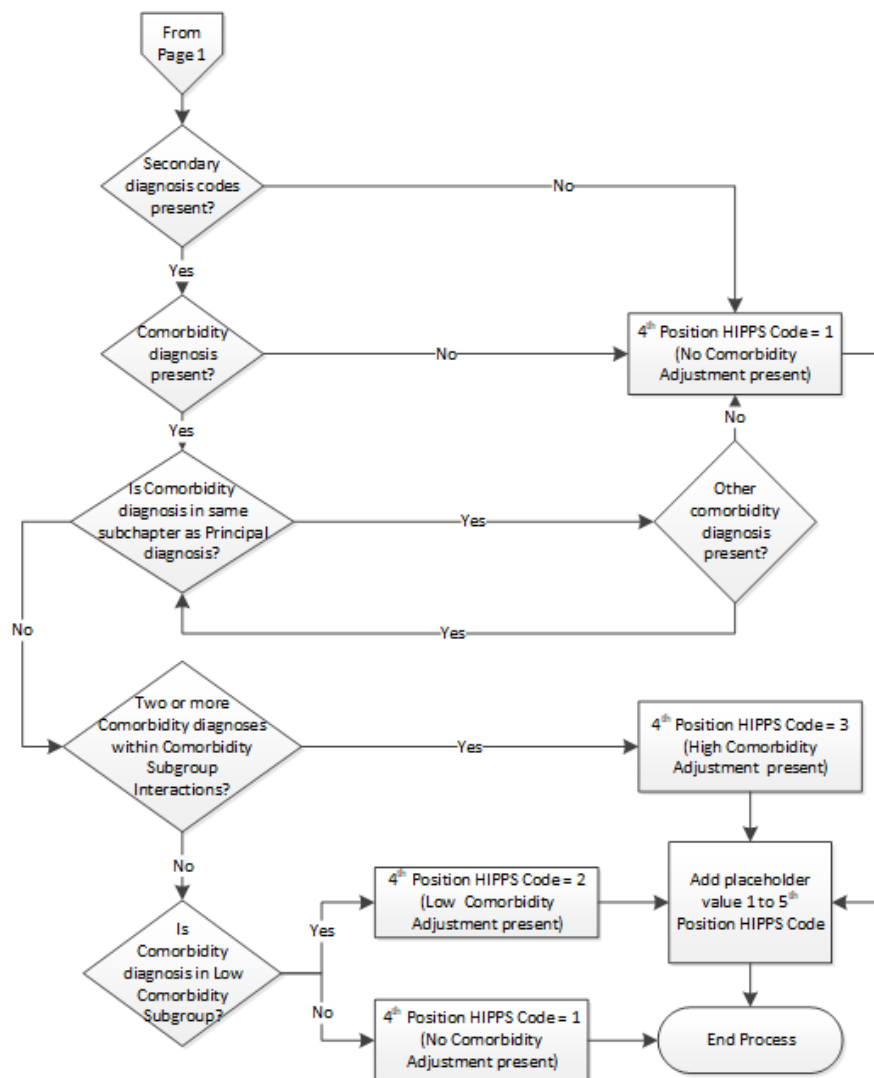 From
Page 1
Secondary
diagnosis codes
present?
No
Yes
Comorbidity
diagnosis
present?
No
4th Position HIPPS Code = 1
(No Comorbidity
Adjustment present)
Yes
No
Is Comorbidity
diagnosis in same
subchapter as Principal
diagnosis?
Yes
Other
comorbidity
diagnosis
present?
No
Yes
Two or more
Comorbidity diagnoses
within Comorbidity
Subgroup
Interactions?
Yes
4th Position HIPPS Code = 3
(High Comorbidity
Adjustment present)
No
4th Position HIPPS Code = 2
(Low Comorbidity
Adjustment present)
Add placeholder
value 1 to 5th
Position HIPPS Code
Is
Comorbidity
diagnosis in Low
Comorbidity
Subgroup?
Yes
No
4th Position HIPPS Code = 1
(No Comorbidity
Adjustment present)
End Process